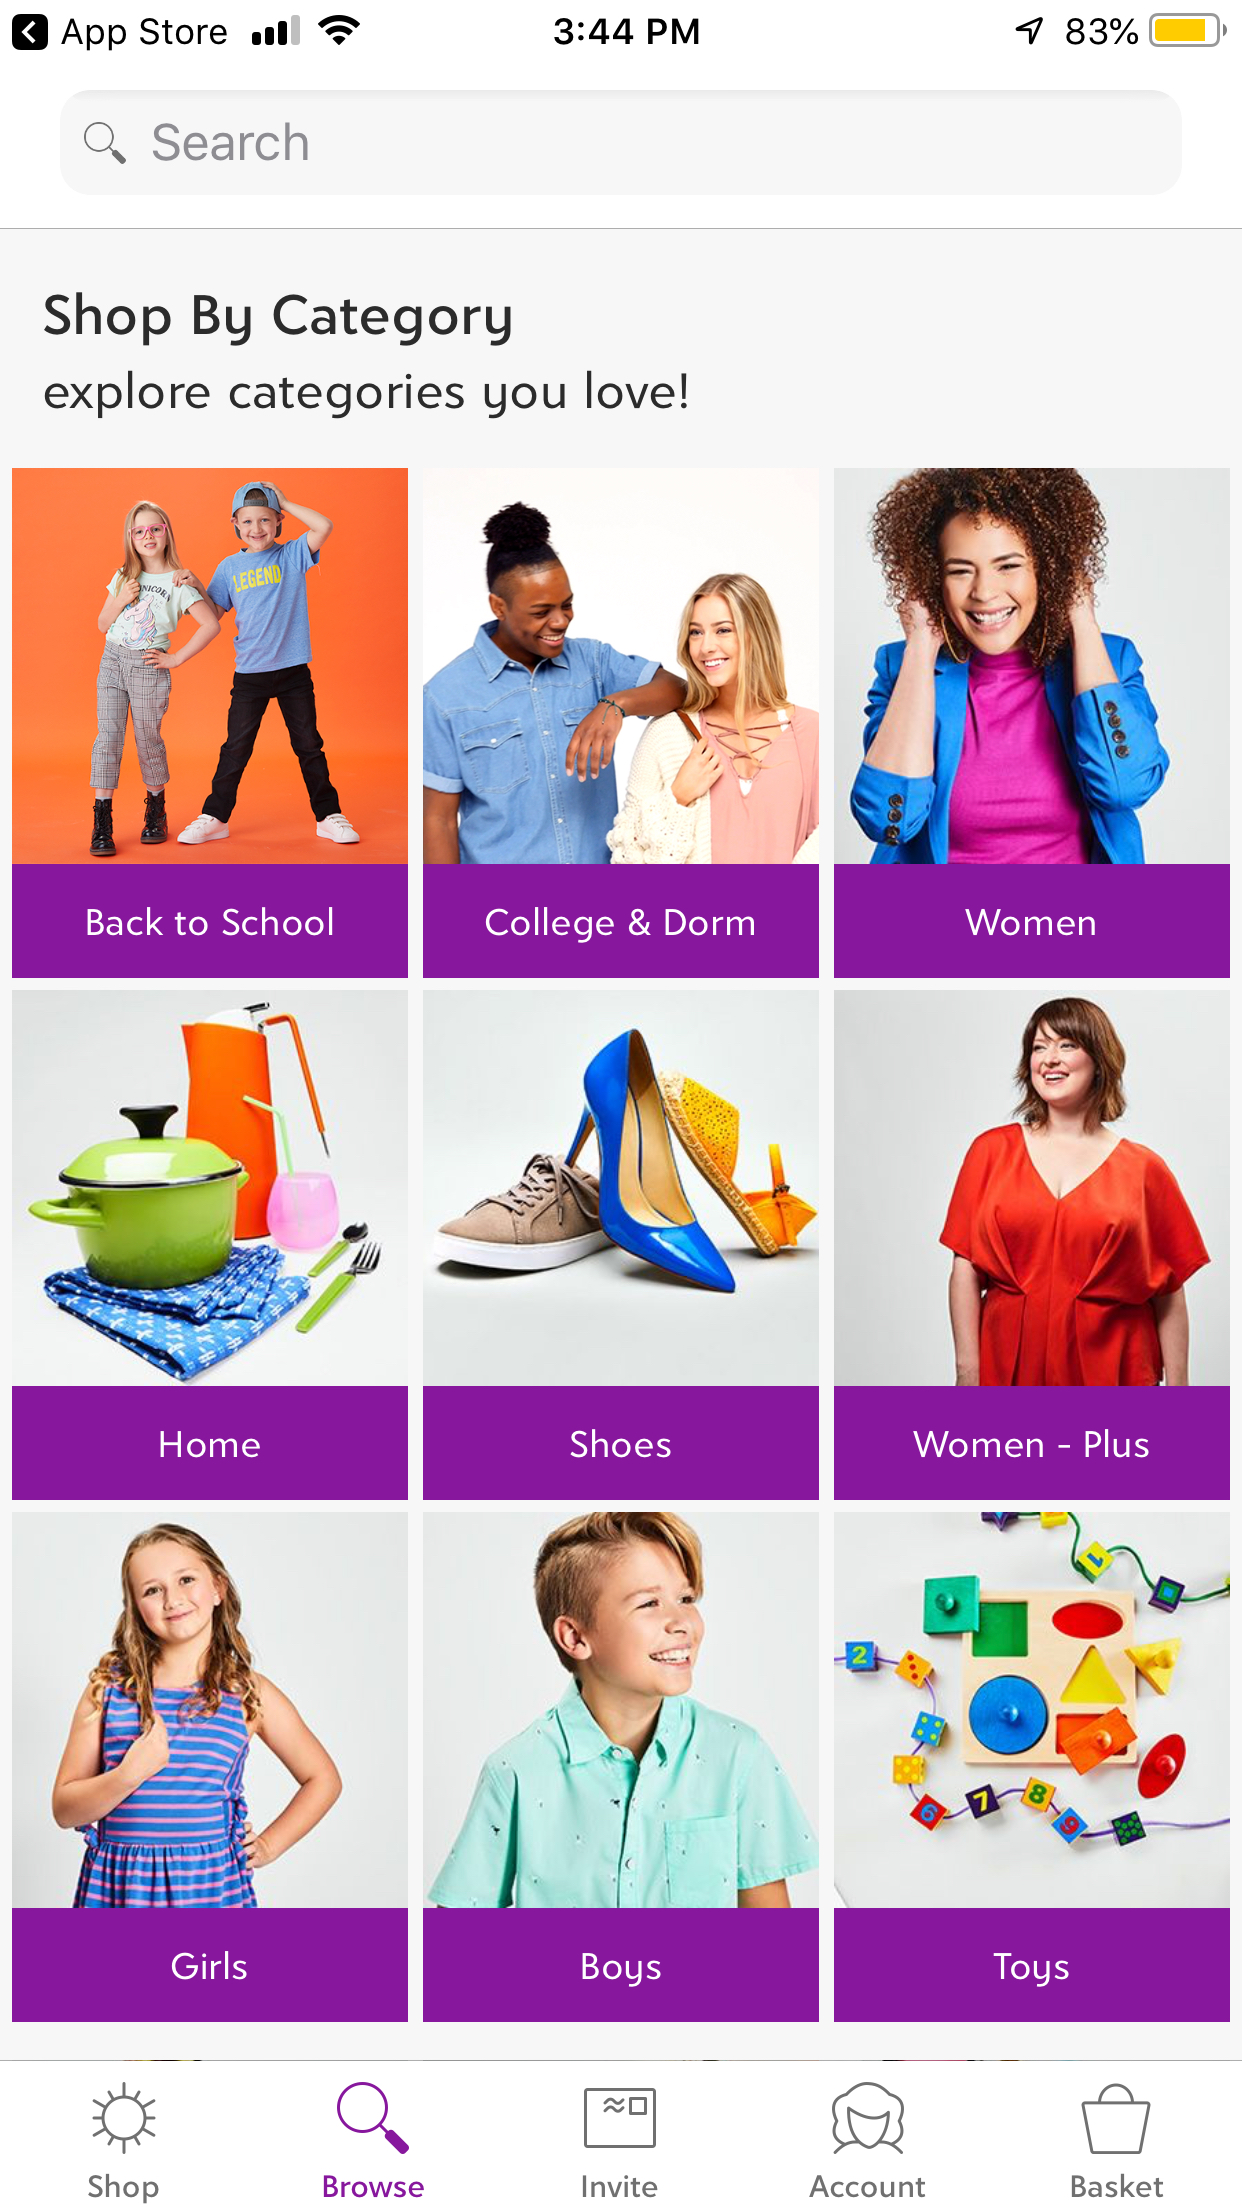 App Store
3:44 PM
83%
Search
Shop By Category
explore categories you love!
UNICORN
LEGEND
Back to School
College & Dorm
Women
Home
Shoes
Women - Plus
1
2
6
7
8
9
Girls
Boys
Toys
Shop
Browse
Invite
Account
Basket